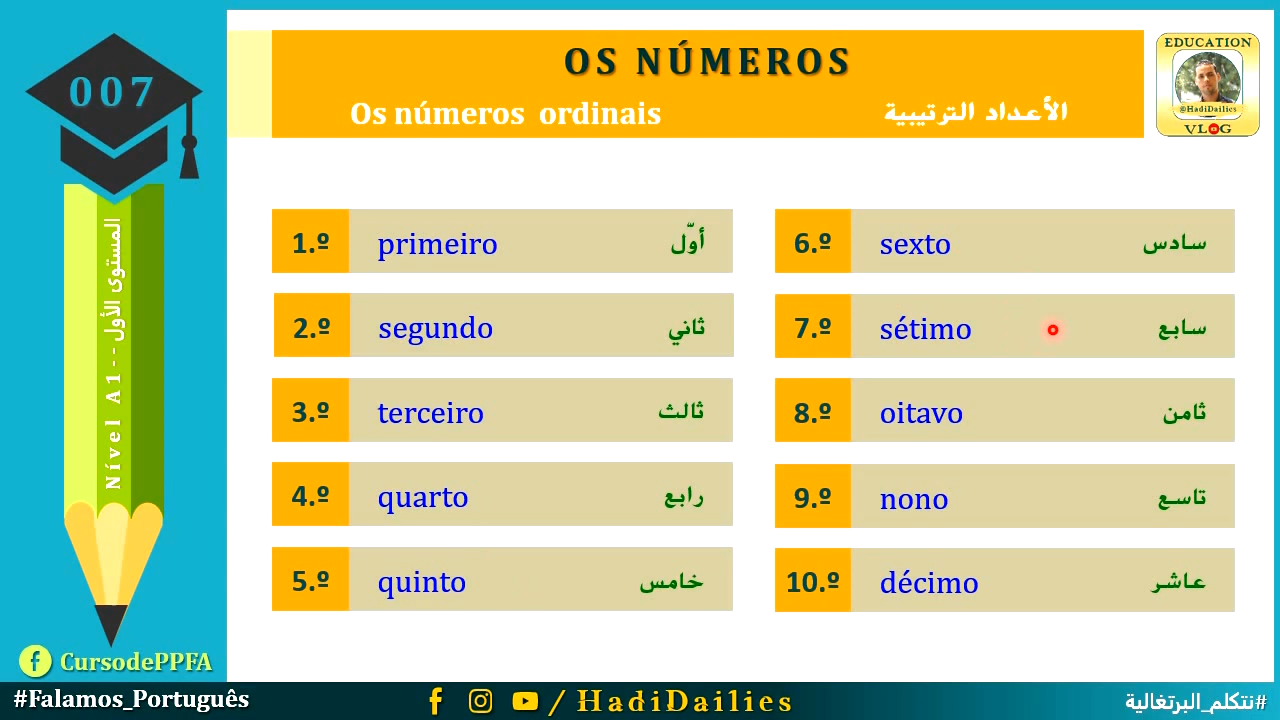 007
المستوى الأول -- Nível A1
CursodePPFA
OS NÚMEROS
Os números ordinais
الأعداد الترتيبية
EDUCATION
@HadiDailies
VLOG
1.º primeiro أوّل
2.º segundo ثاني
3.º terceiro ثالث
4.º quarto رابع
5.º quinto خامس
6.º sexto سادس
7.º sétimo سابع
8.º oitavo ثامن
9.º nono تاسع
10.º décimo عاشر
#Falamos_Português
/ HadiDailies
#نتكلم_البرتغالية